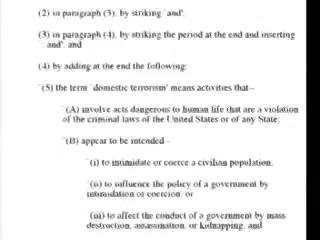 (2) in paragraph (3), by striking `and';
(3) in paragraph (4), by striking the period at the end and inserting
`; and'; and
(4) by adding at the end the following:
`(5) the term `domestic terrorism' means activities that--
`(A) involve acts dangerous to human life that are a violation
of the criminal laws of the United States or of any State;
`(B) appear to be intended--
`(i) to intimidate or coerce a civilian population;
`(ii) to influence the policy of a government by
intimidation or coercion; or
`(iii) to affect the conduct of a government by mass
destruction, assassination, or kidnapping; and